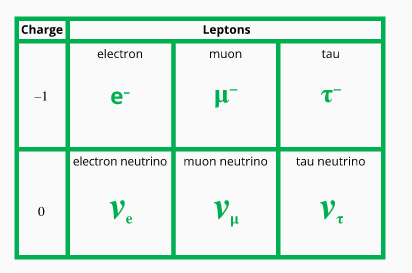 Charge Leptons
electron muon tau
–1 e⁻ μ⁻ τ⁻
electron neutrino muon neutrino tau neutrino
0 νₑ ν_μ ν_τ